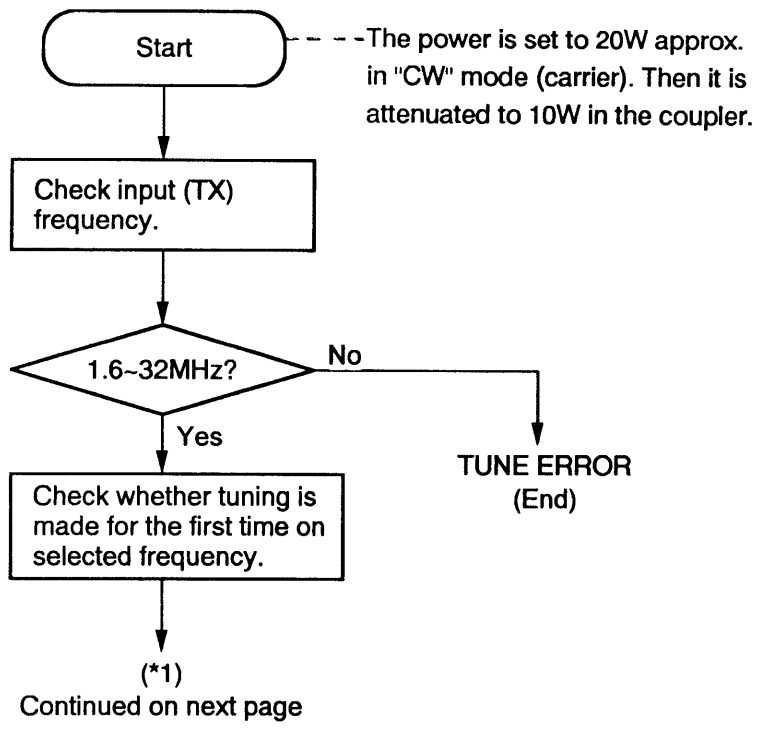 Start
The power is set to 20W approx.
in "CW" mode (carrier). Then it is
attenuated to 10W in the coupler.
Check input (TX)
frequency.
1.6~32MHz?
No
Yes
TUNE ERROR
(End)
Check whether tuning is
made for the first time on
selected frequency.
(*1)
Continued on next page